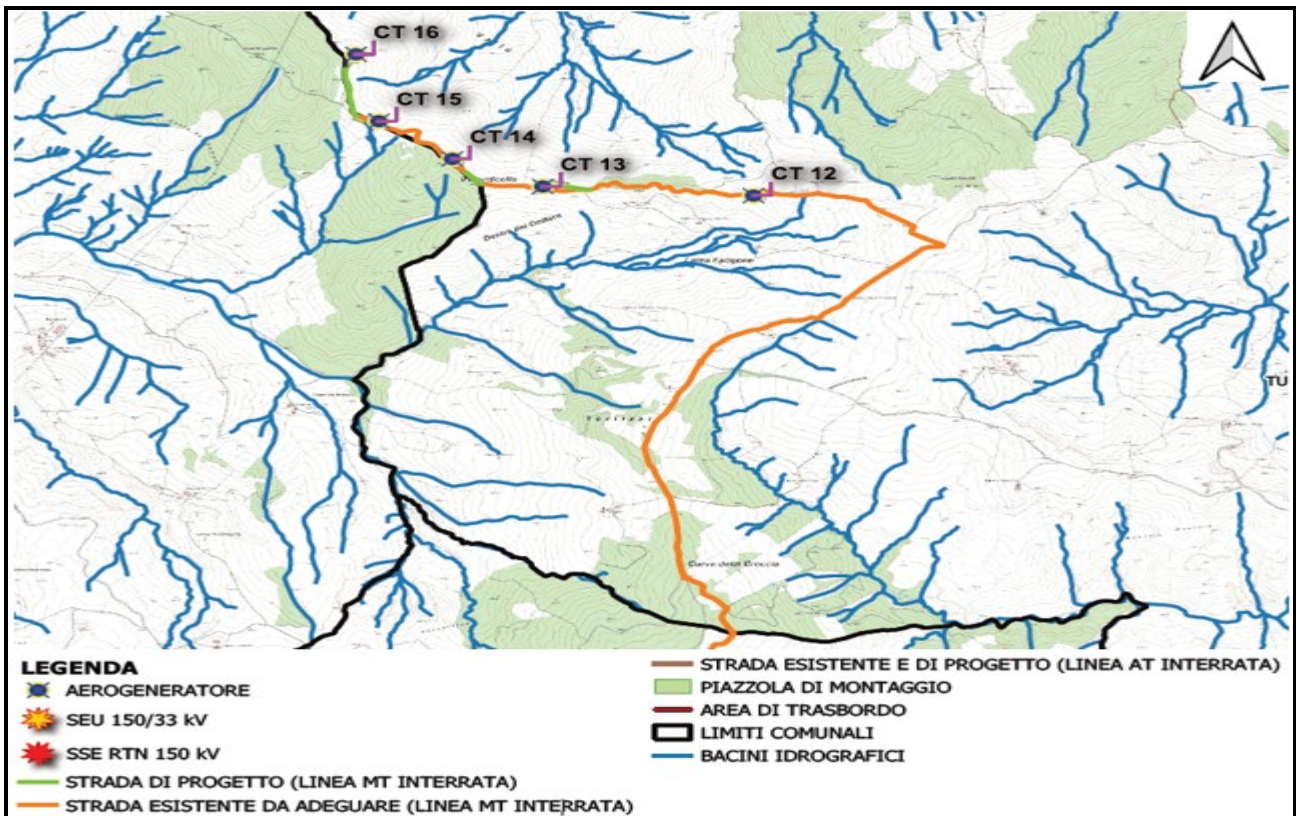 CT 16
CT 15
CT 14
CT 13
CT 12
TU
LEGENDA
AEROGENERATORE
SEU 150/33 kV
SSE RTN 150 kV
STRADA DI PROGETTO (LINEA MT INTERRATA)
STRADA ESISTENTE DA ADEGUARE (LINEA MT INTERRATA)
STRADA ESISTENTE E DI PROGETTO (LINEA AT INTERRATA)
PIAZZOLA DI MONTAGGIO
AREA DI TRASBORDO
LIMITI COMUNALI
BACINI IDROGRAFICI